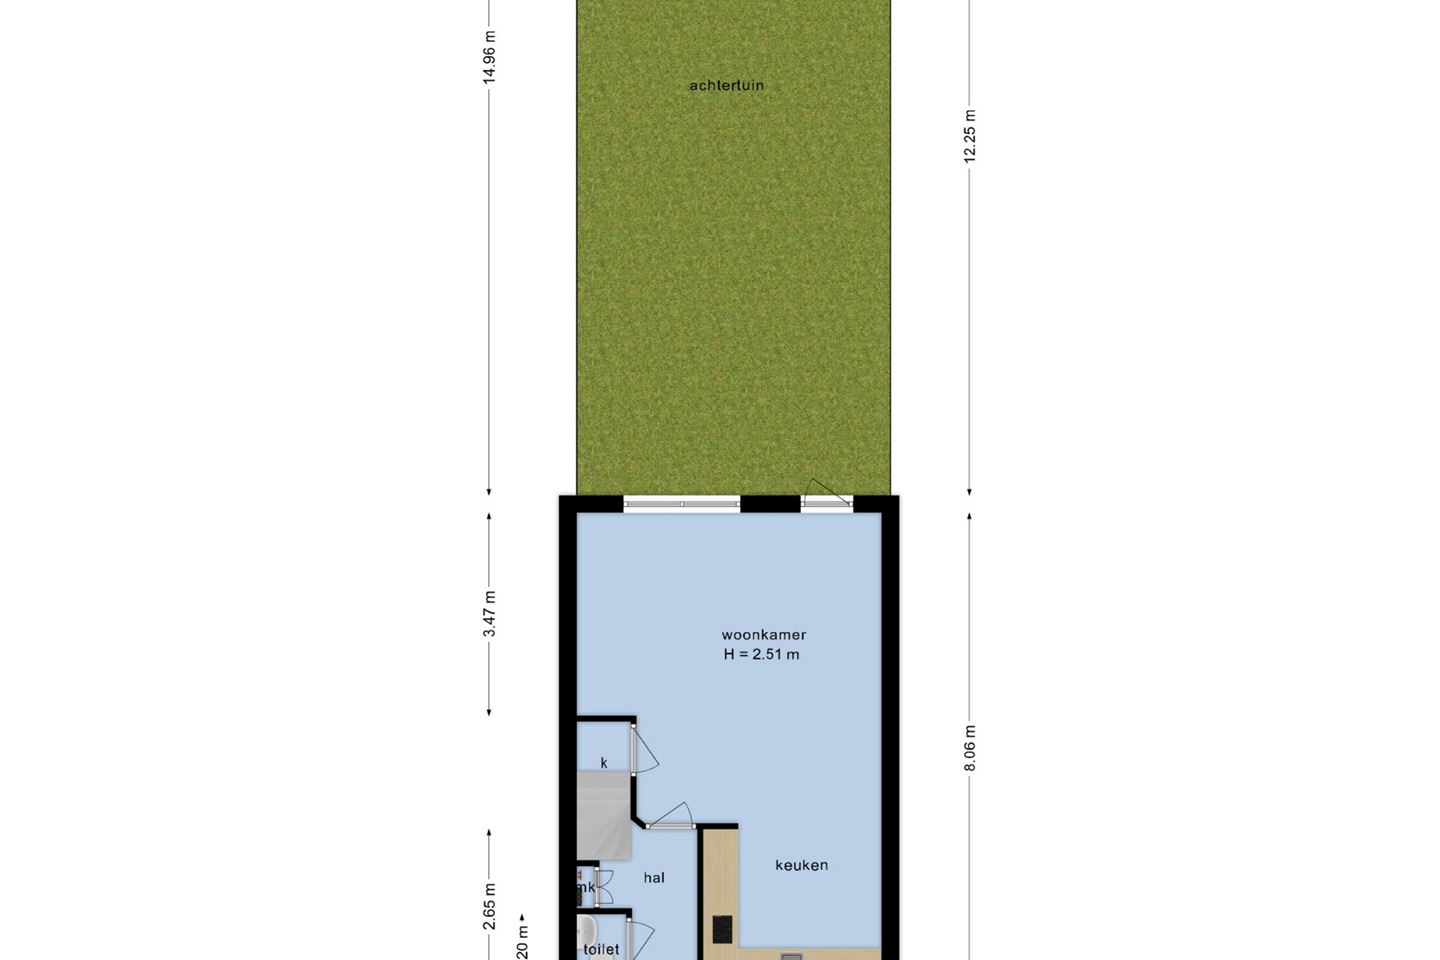 14.96 m
achtertuin
12.25 m
3.47 m
woonkamer
H = 2.51 m
8.06 m
k
keuken
hal
mk
2.65 m
20 m
toilet